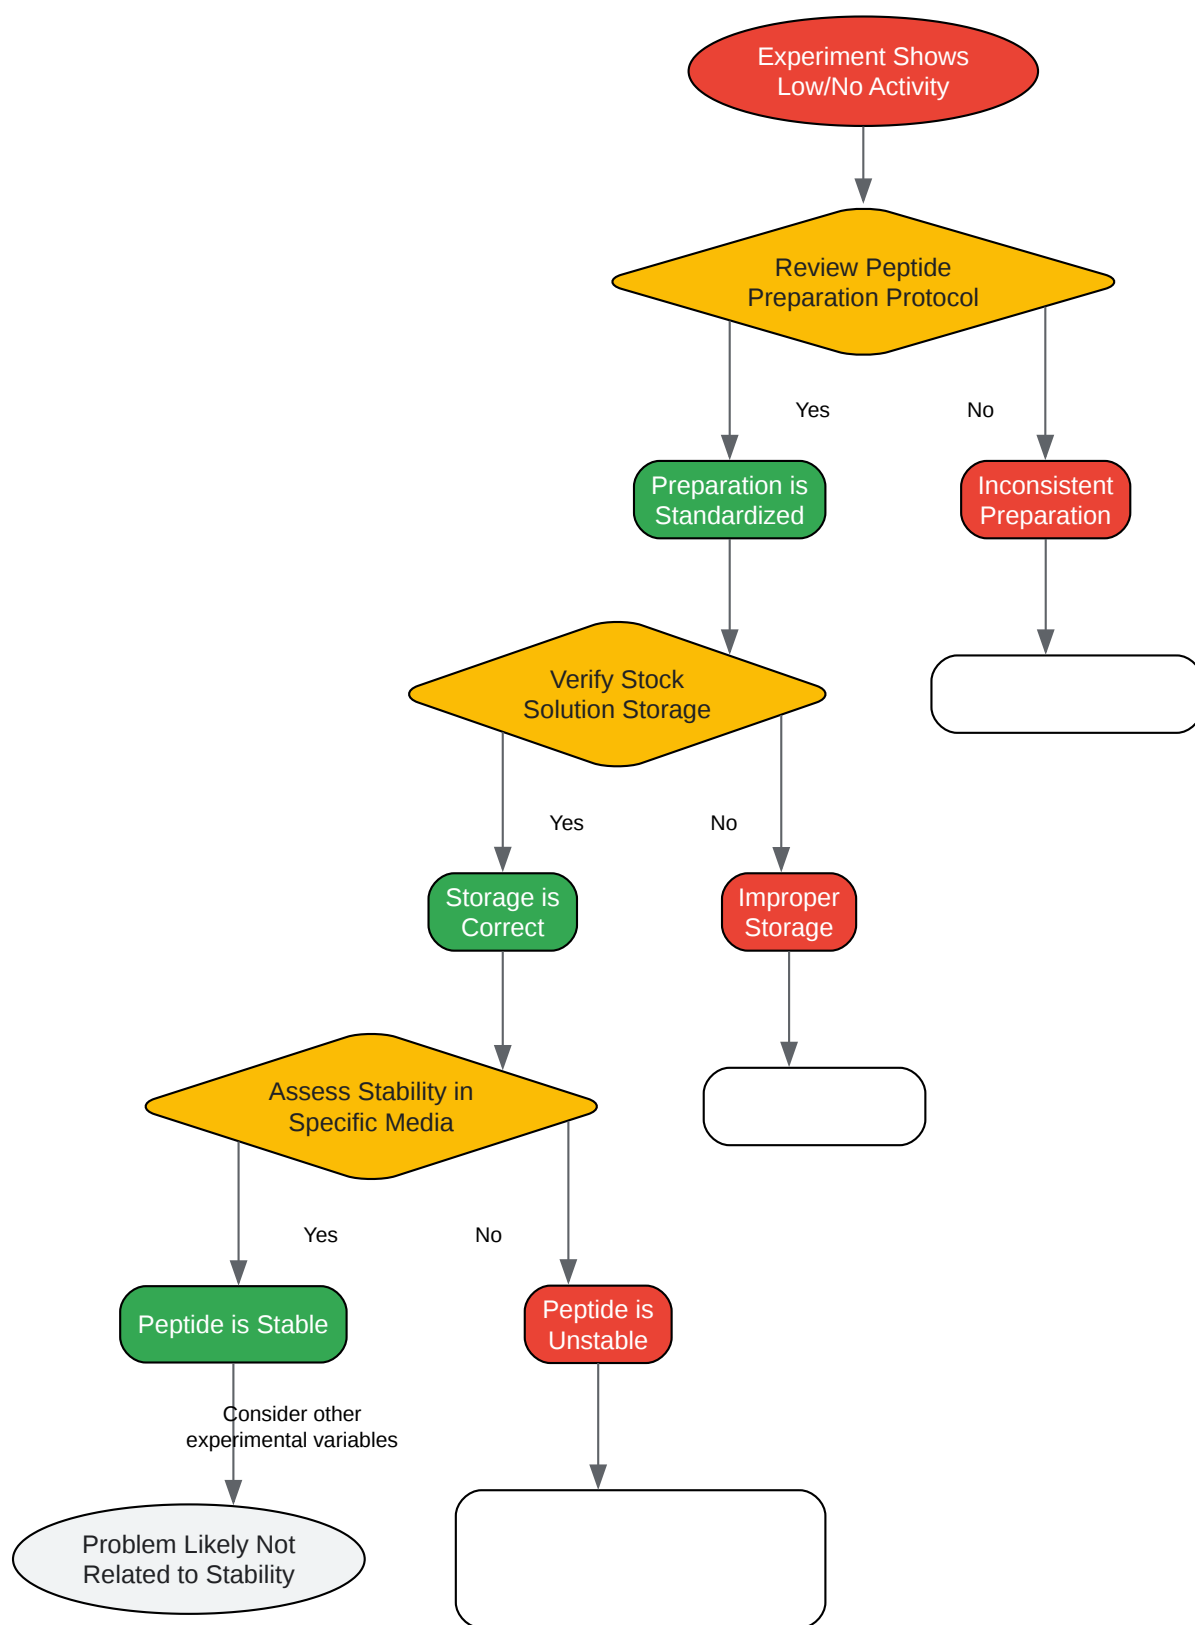 Experiment Shows
Low/No Activity
Review Peptide
Preparation Protocol
Yes
No
Preparation is
Standardized
Inconsistent
Preparation
Verify Stock
Solution Storage
Yes
No
Storage is
Correct
Improper
Storage
Assess Stability in
Specific Media
Yes
No
Peptide is Stable
Peptide is
Unstable
Consider other
experimental variables
Problem Likely Not
Related to Stability